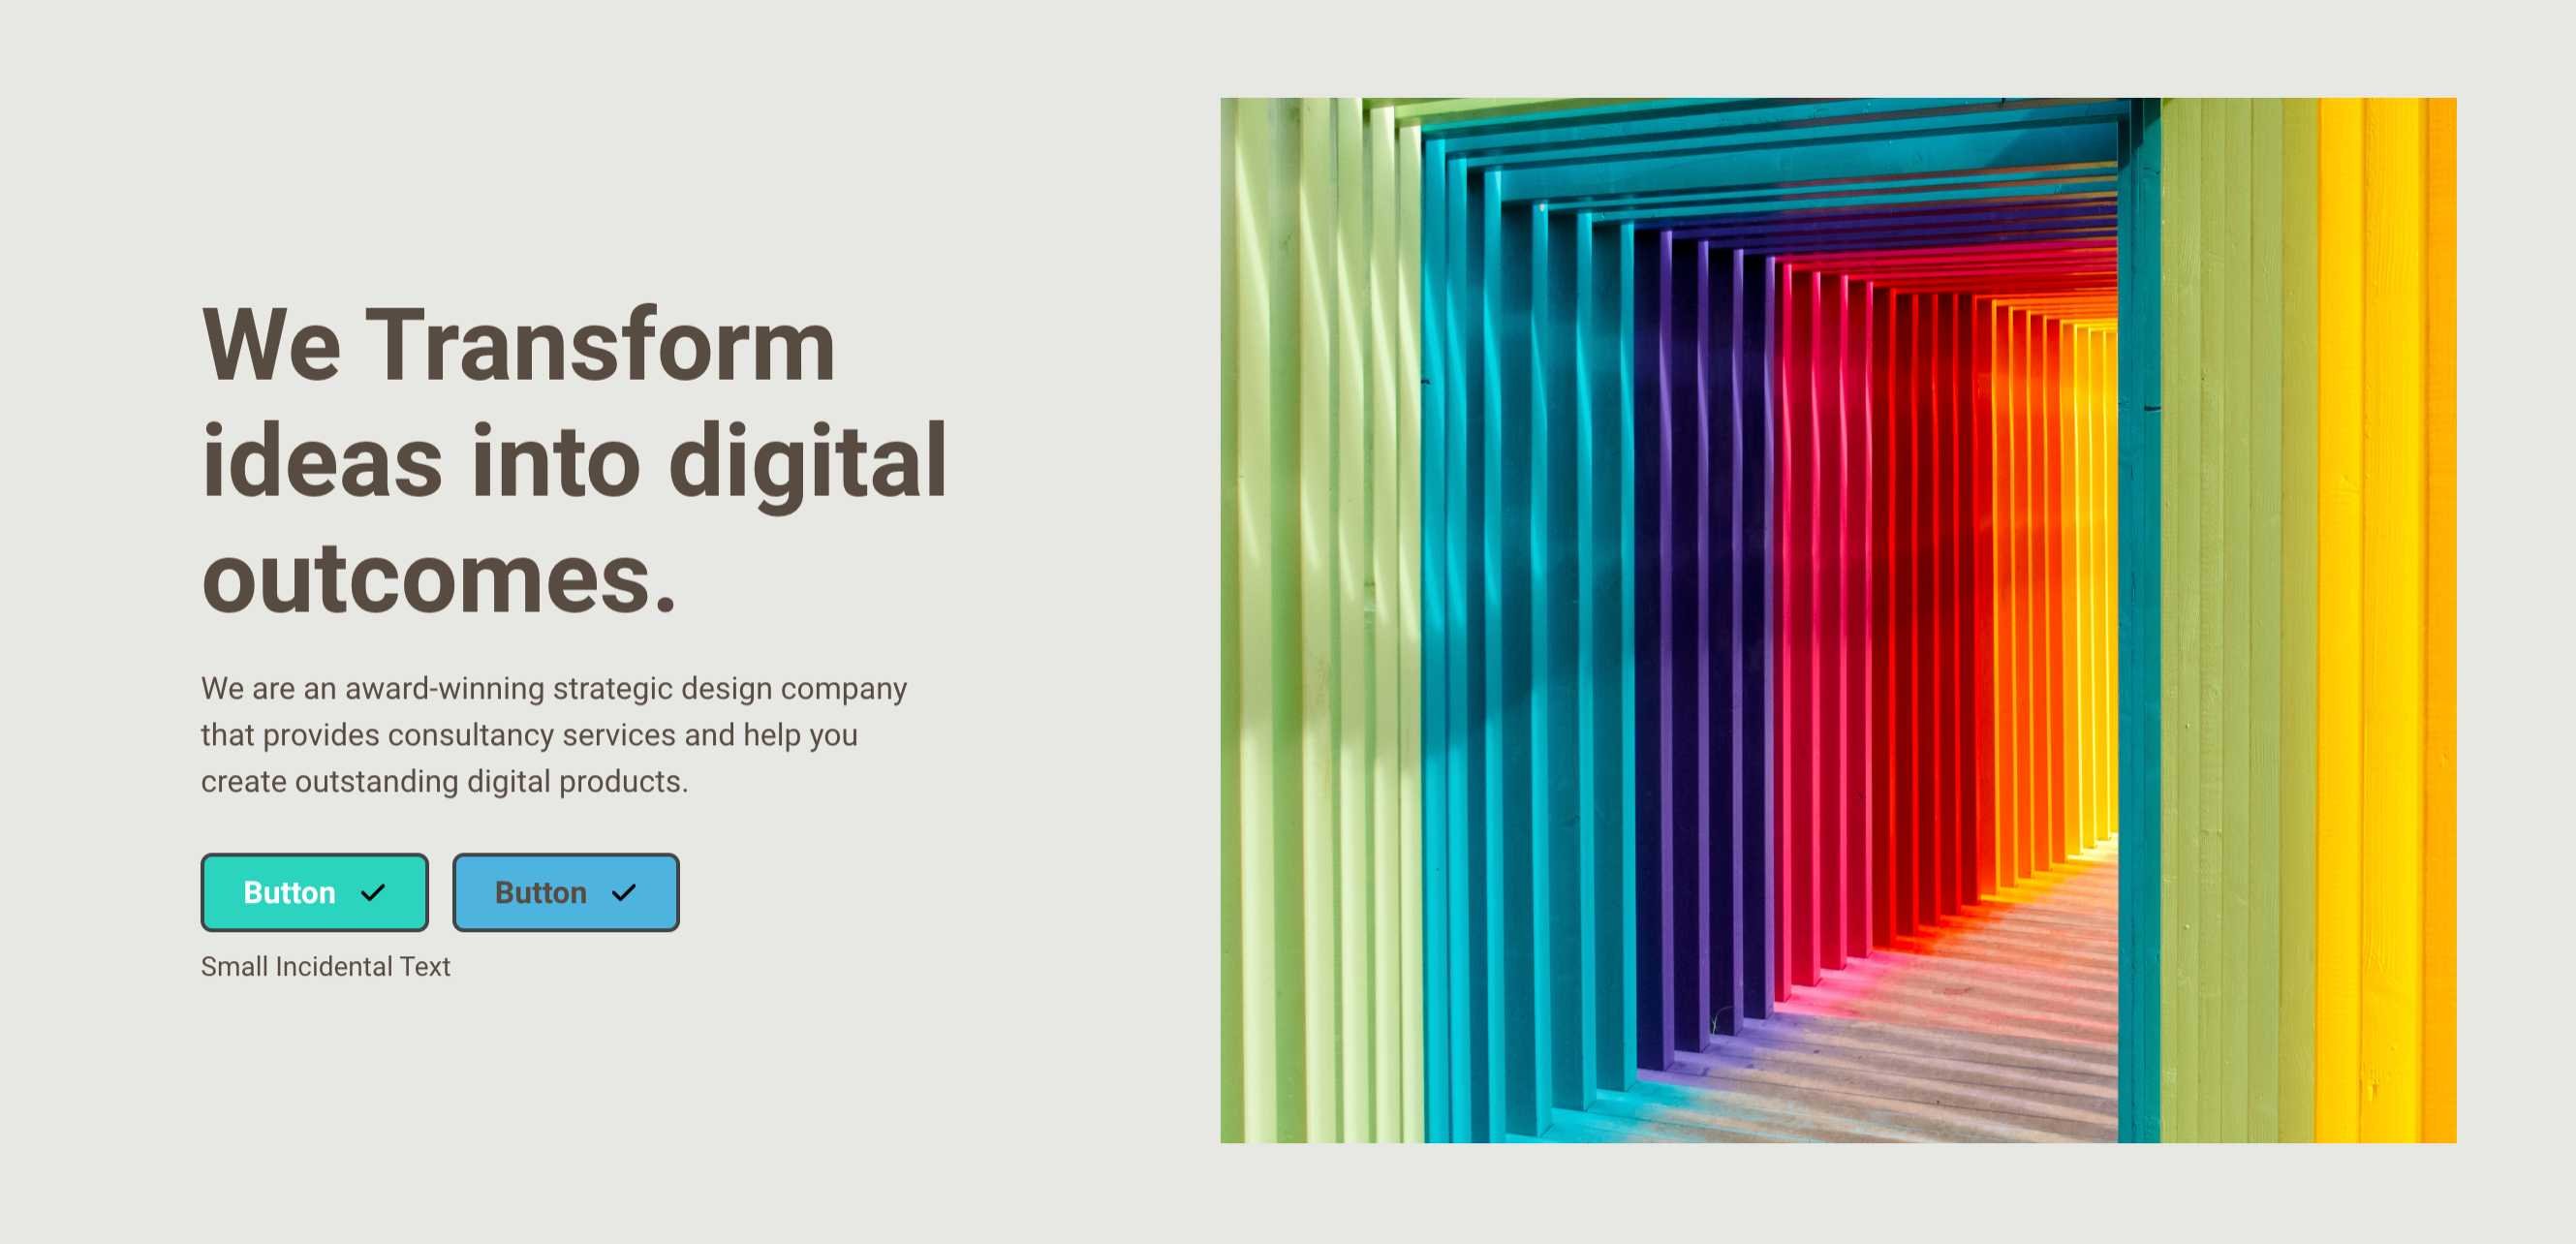 We Transform
ideas into digital
outcomes.
We are an award-winning strategic design company
that provides consultancy services and help you
create outstanding digital products.
Button
Button
Small Incidental Text